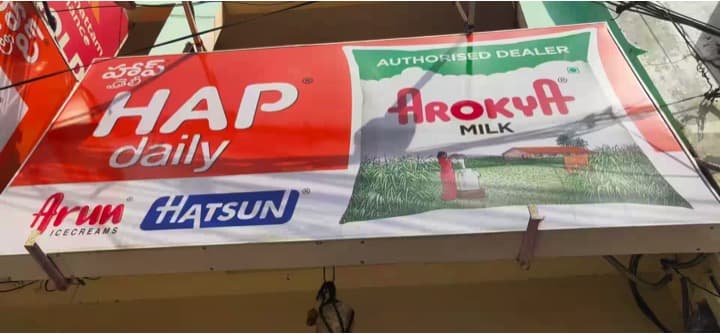 హాప్
డైలీ
HAP®
daily
Arun®
ICECREAMS
HATSUN®
AUTHORISED DEALER
AROKYA®
MILK